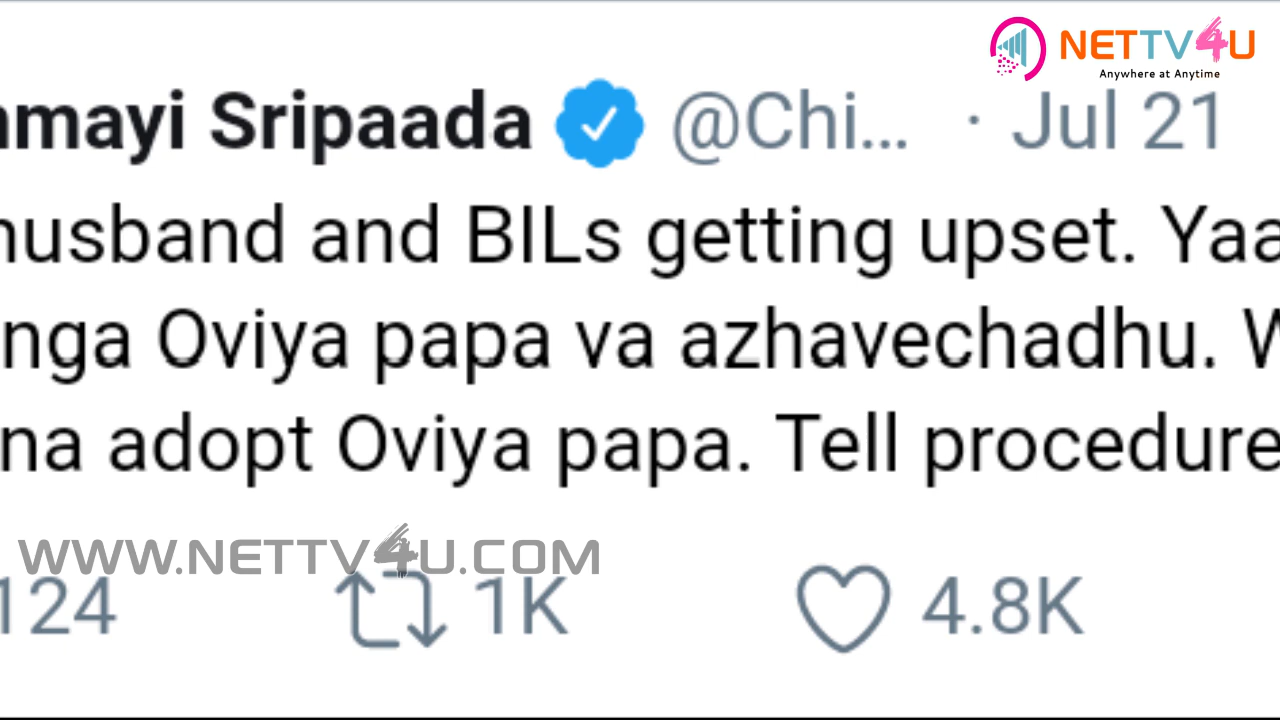 NETTV4U
Anywhere at Anytime
nmayi Sripaada @Chi... · Jul 21
husband and BILs getting upset. Yaa
nga Oviya papa va azhavechadhu. W
na adopt Oviya papa. Tell procedure
WWW.NETTV4U.COM
124 1K 4.8K